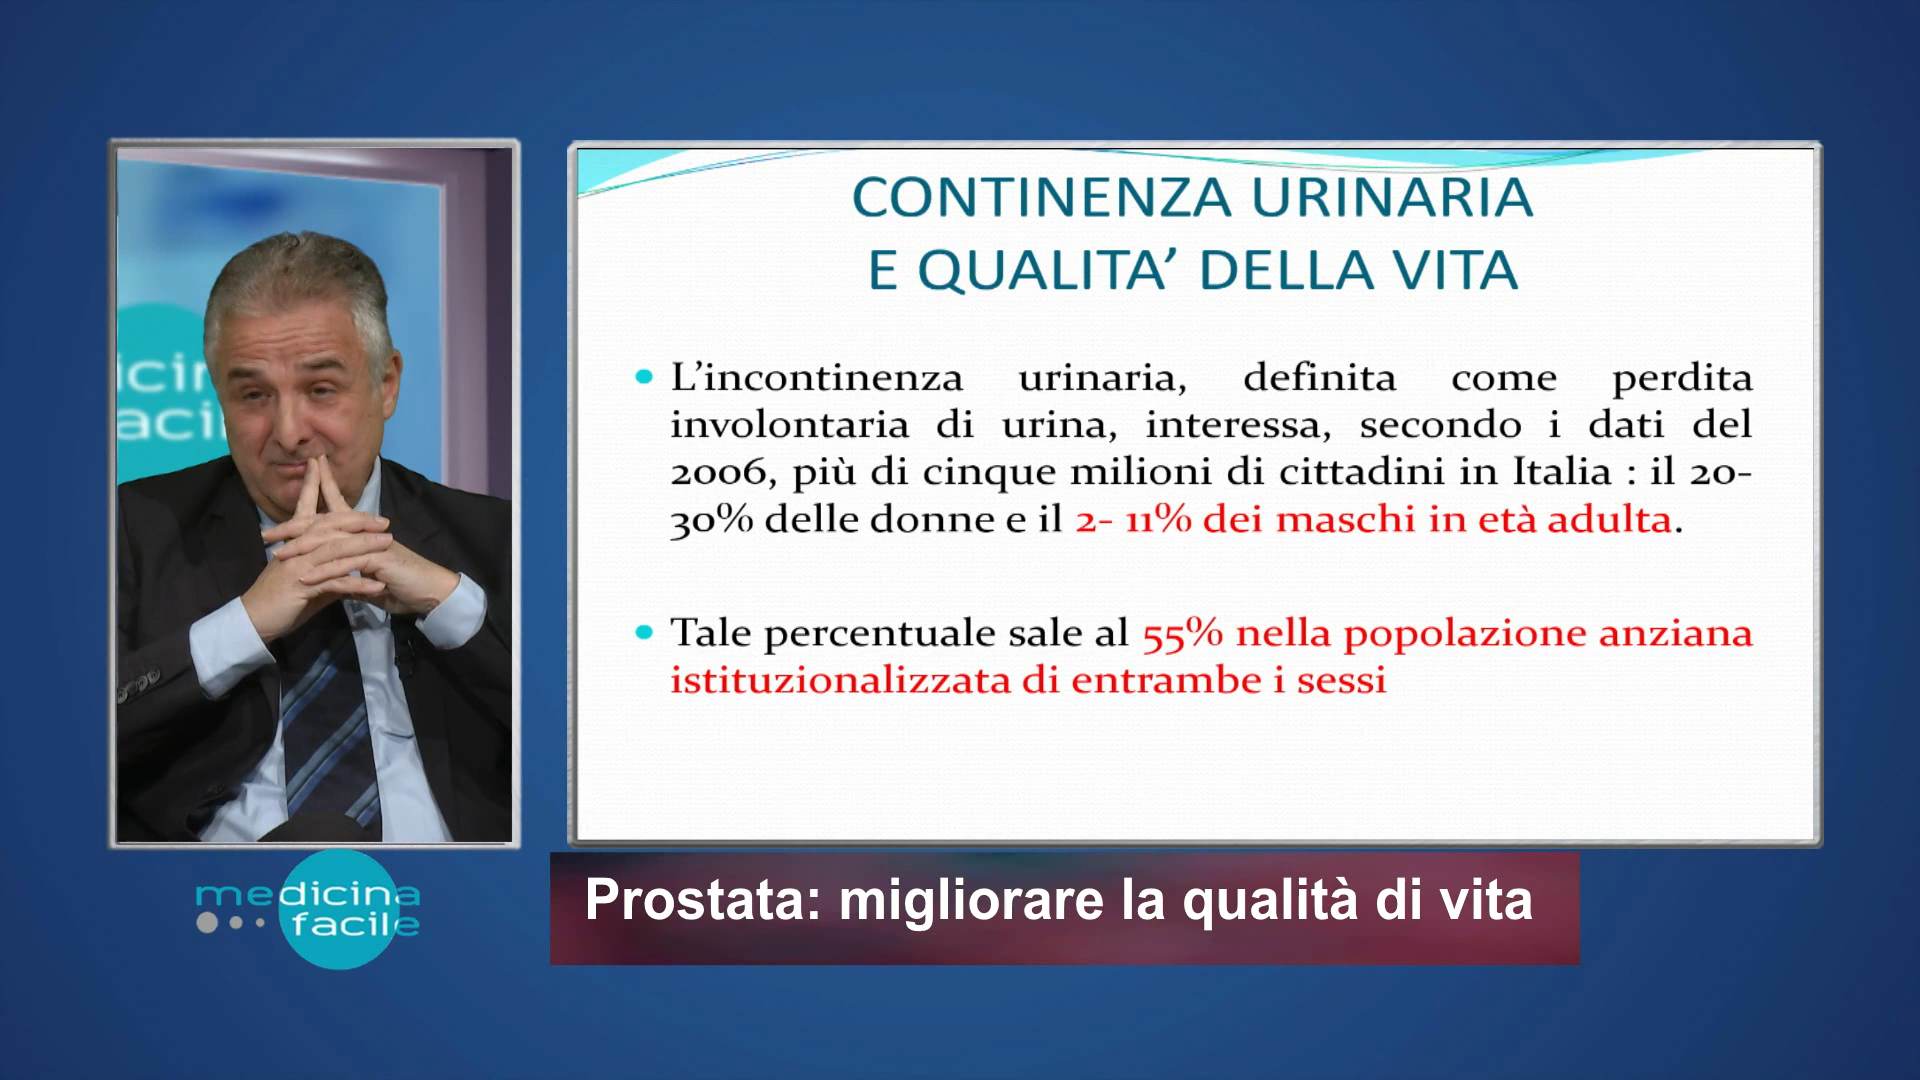 CONTINENZA URINARIA
E QUALITA’ DELLA VITA
• L’incontinenza urinaria, definita come perdita
involontaria di urina, interessa, secondo i dati del
2006, più di cinque milioni di cittadini in Italia : il 20-
30% delle donne e il 2- 11% dei maschi in età adulta.
• Tale percentuale sale al 55% nella popolazione anziana
istituzionalizzata di entrambe i sessi
icin
acil
medicina
facile
Prostata: migliorare la qualità di vita